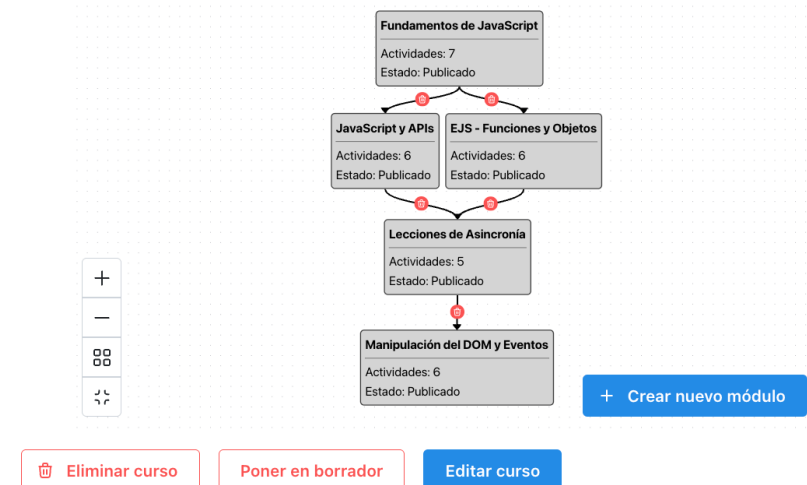 Fundamentos de JavaScript
Actividades: 7
Estado: Publicado
JavaScript y APIs
Actividades: 6
Estado: Publicado
EJS - Funciones y Objetos
Actividades: 6
Estado: Publicado
Lecciones de Asincronía
Actividades: 5
Estado: Publicado
Manipulación del DOM y Eventos
Actividades: 6
Estado: Publicado
+ Crear nuevo módulo
Eliminar curso
Poner en borrador
Editar curso